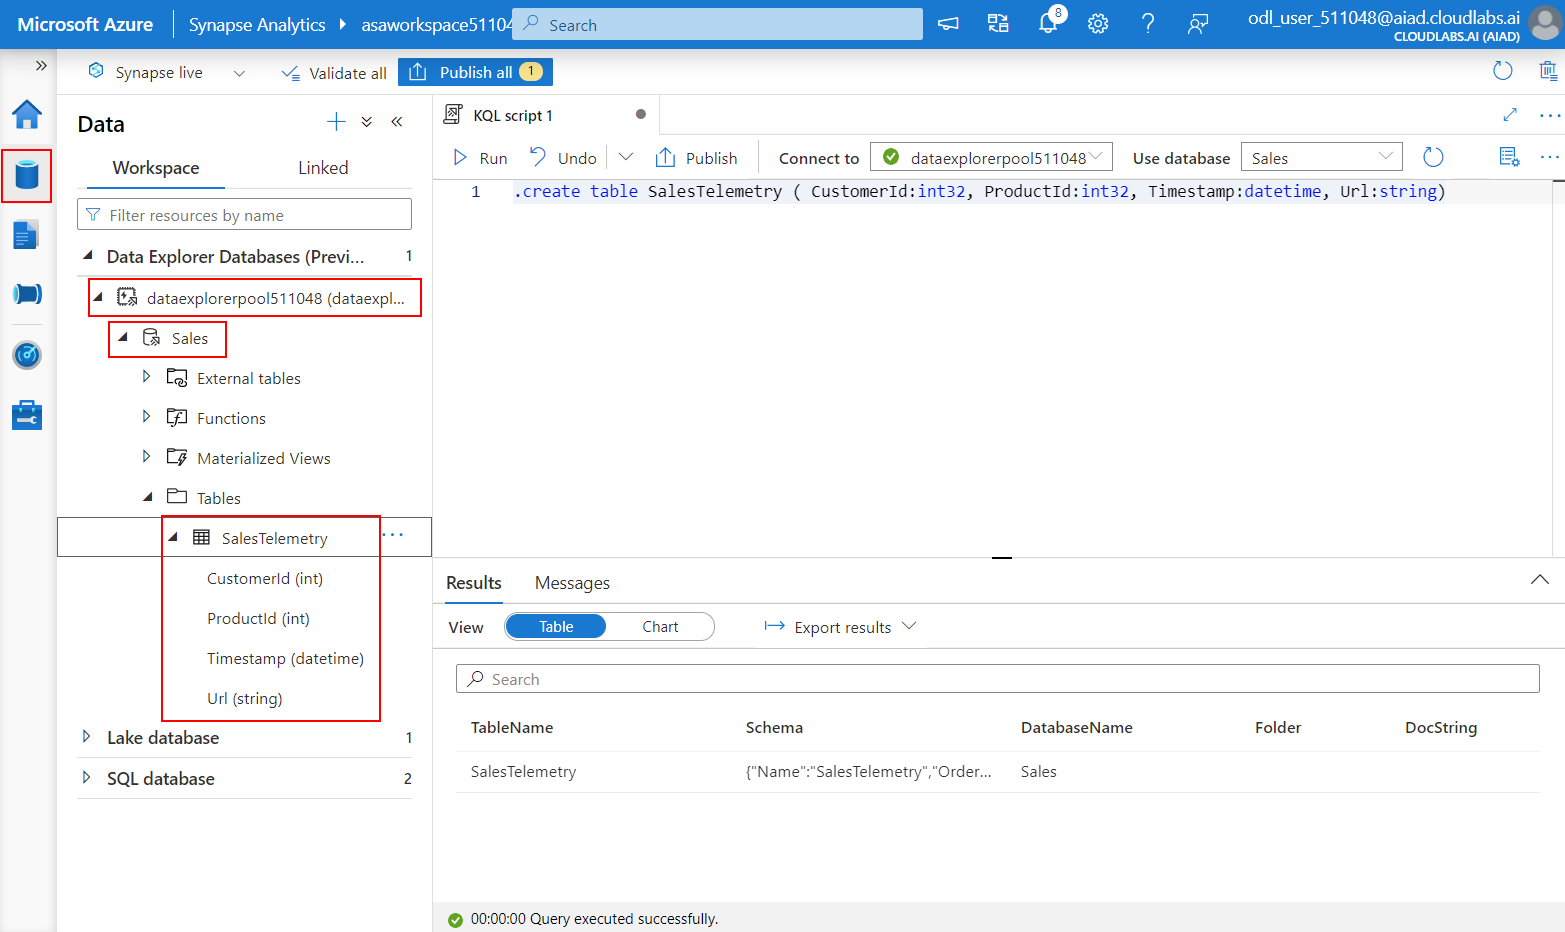 Microsoft Azure
Synapse Analytics
asaworkspace51104
Search
8
odl_user_511048@aiad.cloudlabs.ai
CLOUDLABS.AI (AIAD)
Synapse live
Validate all
Publish all
1
Data
Workspace
Linked
Filter resources by name
Data Explorer Databases (Previ...
1
dataexplorerpool511048 (dataexpl...
Sales
External tables
Functions
Materialized Views
Tables
SalesTelemetry
CustomerId (int)
ProductId (int)
Timestamp (datetime)
Url (string)
Lake database
1
SQL database
2
KQL script 1
Run
Undo
Publish
Connect to
dataexplorerpool511048
Use database
Sales
1
.create table SalesTelemetry ( CustomerId:int32, ProductId:int32, Timestamp:datetime, Url:string)
Results
Messages
View
Table
Chart
Export results
Search
TableName Schema DatabaseName Folder DocString
SalesTelemetry {"Name":"SalesTelemetry","Order... Sales
00:00:00 Query executed successfully.